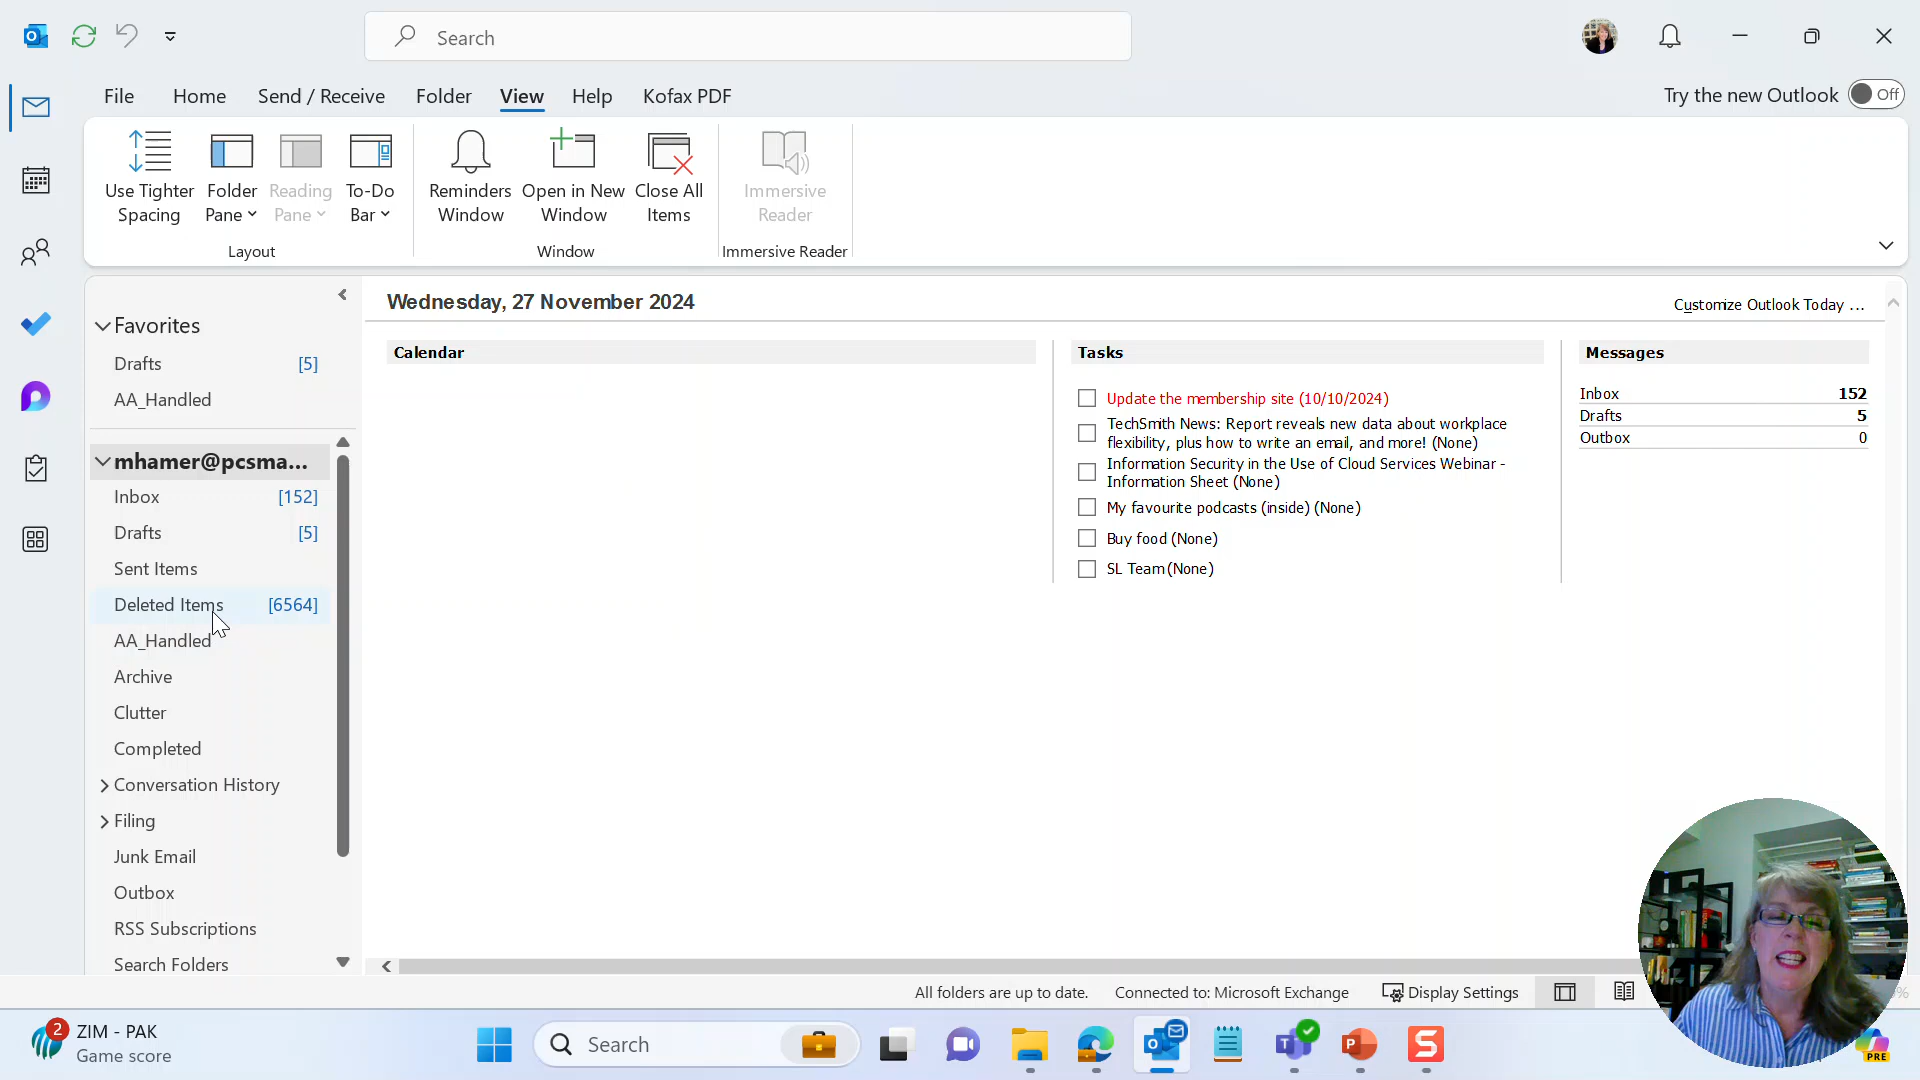 Search
File Home Send / Receive Folder View Help Kofax PDF
Try the new Outlook Off
Use Tighter
Spacing
Folder
Pane
Reading
Pane
To-Do
Bar
Layout
Reminders
Window
Open in New
Window
Close All
Items
Window
Immersive
Reader
Immersive Reader
Favorites
Drafts [5]
AA_Handled
mhamer@pcsma...
Inbox [152]
Drafts [5]
Sent Items
Deleted Items [6564]
AA_Handled
Archive
Clutter
Completed
Conversation History
Filing
Junk Email
Outbox
RSS Subscriptions
Search Folders
Wednesday, 27 November 2024
Customize Outlook Today ...
Calendar
Tasks
Update the membership site (10/10/2024)
TechSmith News: Report reveals new data about workplace
flexibility, plus how to write an email, and more! (None)
Information Security in the Use of Cloud Services Webinar -
Information Sheet (None)
My favourite podcasts (inside) (None)
Buy food (None)
SL Team (None)
Messages
Inbox 152
Drafts 5
Outbox 0
All folders are up to date. Connected to: Microsoft Exchange Display Settings
2
ZIM - PAK
Game score
Search
PRE